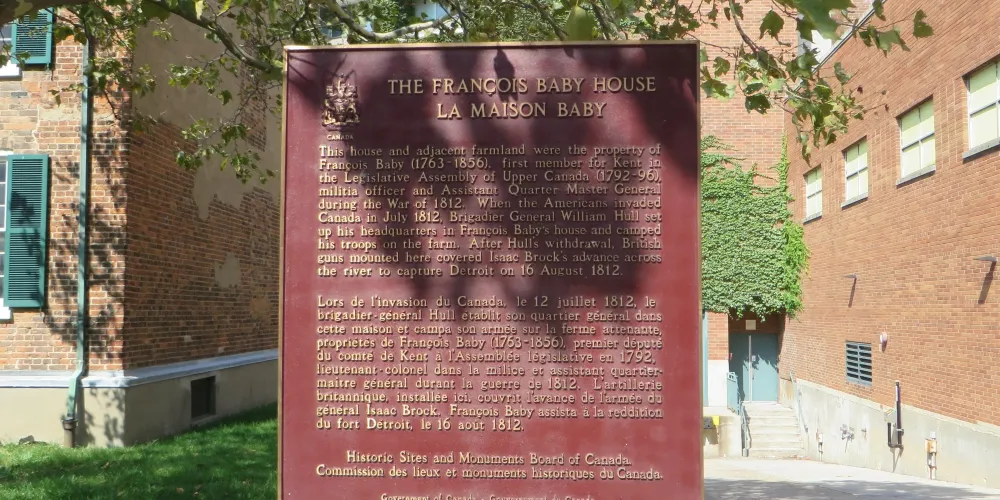 CANADA
THE FRANÇOIS BABY HOUSE
LA MAISON BABY
This house and adjacent farmland were the property of
François Baby (1763-1856), first member for Kent in
the Legislative Assembly of Upper Canada (1792-96),
militia officer and Assistant Quarter Master General
during the War of 1812. When the Americans invaded
Canada in July 1812, Brigadier General William Hull set
up his headquarters in François Baby's house and camped
his troops on the farm. After Hull's withdrawal, British
guns mounted here covered Isaac Brock's advance across
the river to capture Detroit on 16 August 1812.
Lors de l'invasion du Canada, le 12 juillet 1812, le
brigadier-général Hull établit son quartier général dans
cette maison et campa son armée sur la ferme attenante,
propriétés de François Baby (1763-1856), premier député
du comté de Kent à l'Assemblée législative en 1792,
lieutenant-colonel dans la milice et assistant quartier-
maître général durant la guerre de 1812. L'artillerie
britannique, installée ici, couvrit l'avance de l'armée du
général Isaac Brock. François Baby assista à la reddition
du fort Détroit, le 16 août 1812.
Historic Sites and Monuments Board of Canada.
Commission des lieux et monuments historiques du Canada.
Government of Canada - Gouvernement du Canada